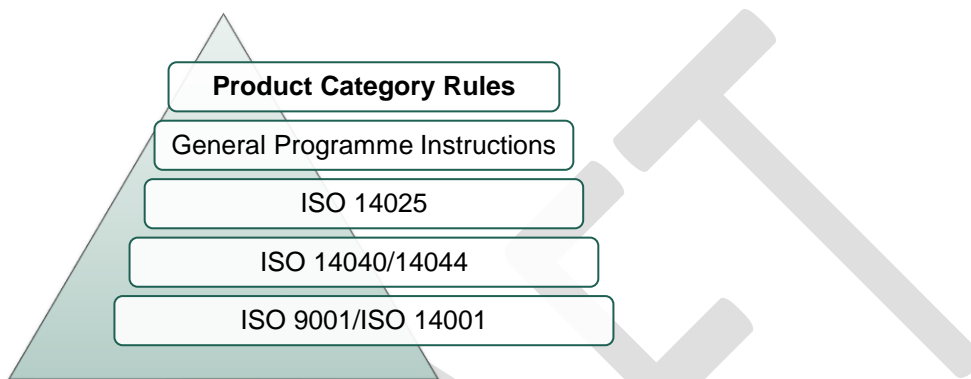 Product Category Rules
General Programme Instructions
ISO 14025
ISO 14040/14044
ISO 9001/ISO 14001